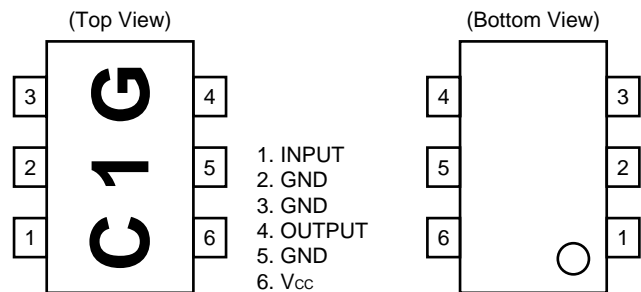 (Top View)
3
4
2
5
1
6
C1G
1. INPUT
2. GND
3. GND
4. OUTPUT
5. GND
6. Vcc
(Bottom View)
4
3
5
2
6
1